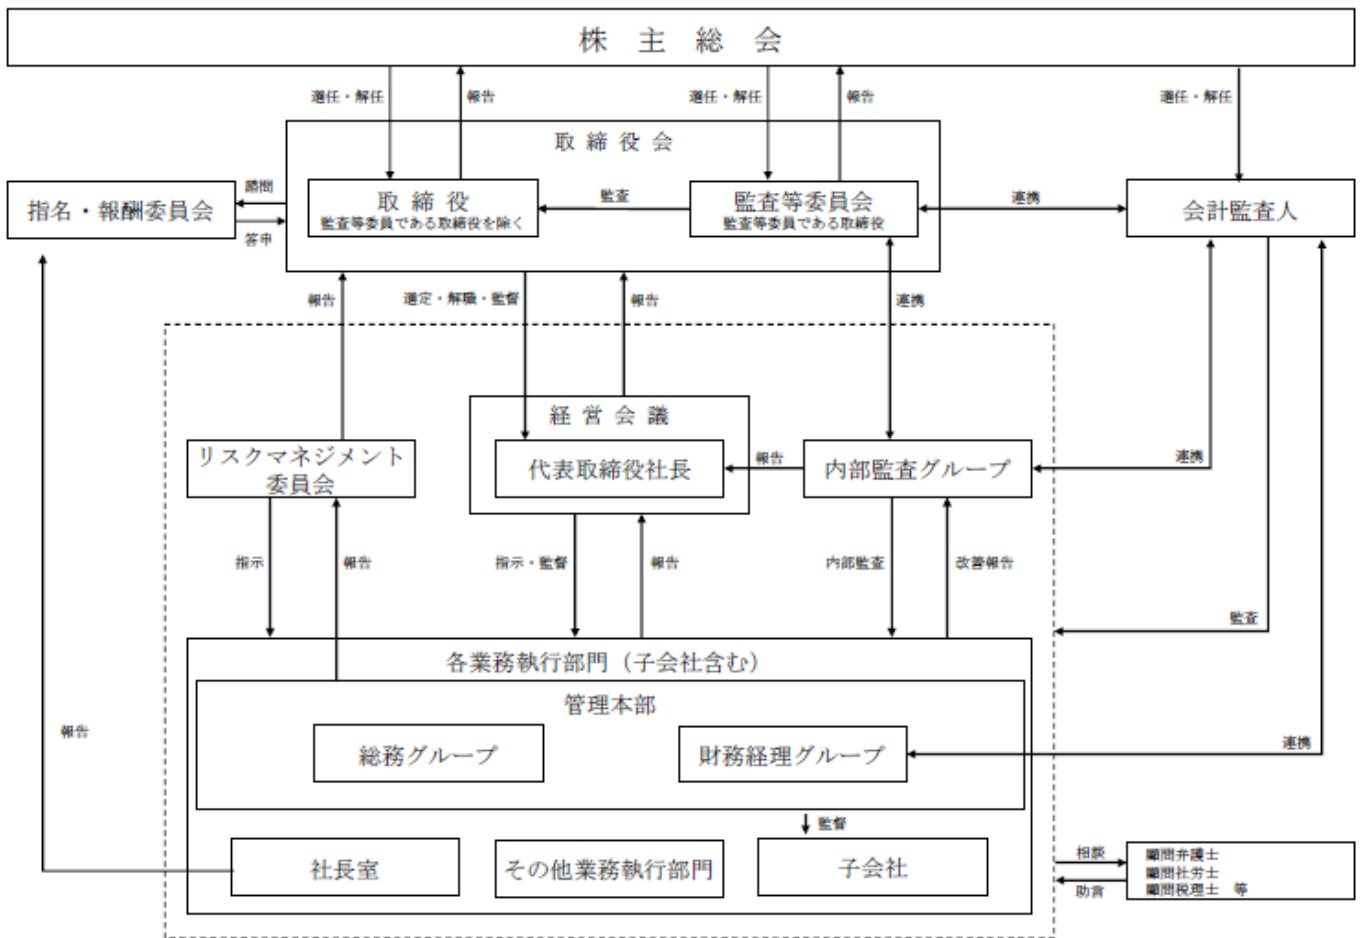 株 主 総 会
選任・解任
報告
選任・解任
報告
選任・解任
取 締 役 会
諮問
答申
指名・報酬委員会
取 締 役
監査等委員である取締役を除く
監査
監査等委員会
監査等委員である取締役
連携
会計監査人
報告
選定・解職・監督
報告
連携
経 営 会 議
リスクマネジメント
委員会
代表取締役社長
報告
内部監査グループ
連携
指示
報告
指示・監督
報告
内部監査
改善報告
監査
各業務執行部門（子会社含む）
管理本部
総務グループ
財務経理グループ
連携
報告
監督
社長室
その他業務執行部門
子会社
相談
助言
顧問弁護士
顧問社労士
顧問税理士 等